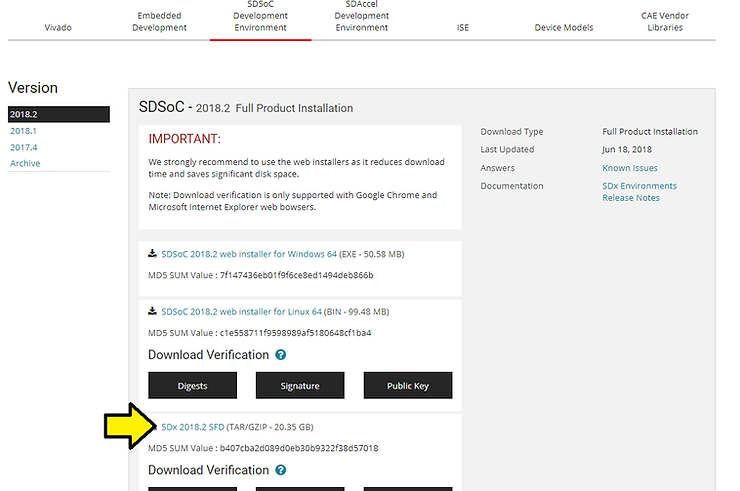 Vivado
Embedded
Development
SDSoC
Development
Environment
SDAccel
Development
Environment
ISE
Device Models
CAE Vendor
Libraries
Version
2018.2
2018.1
2017.4
Archive
SDSoC - 2018.2 Full Product Installation
IMPORTANT:
We strongly recommend to use the web installers as it reduces download
time and saves significant disk space.
Note: Download verification is only supported with Google Chrome and
Microsoft Internet Explorer web bowsers.
Download Type Full Product Installation
Last Updated Jun 18, 2018
Answers Known Issues
Documentation SDx Environments
Release Notes
SDSoC 2018.2 web installer for Windows 64 (EXE - 50.58 MB)
MD5 SUM Value : 7f147436eb01f9f6ce8ed1494deb866b
SDSoC 2018.2 web installer for Linux 64 (BIN - 99.48 MB)
MD5 SUM Value : c1e558711f9598989af5180648cf1ba4
Download Verification ?
Digests Signature Public Key
SDx 2018.2 SFD (TAR/GZIP - 20.35 GB)
MD5 SUM Value : b407cba2d089d0eb30b9322f38d57018
Download Verification ?